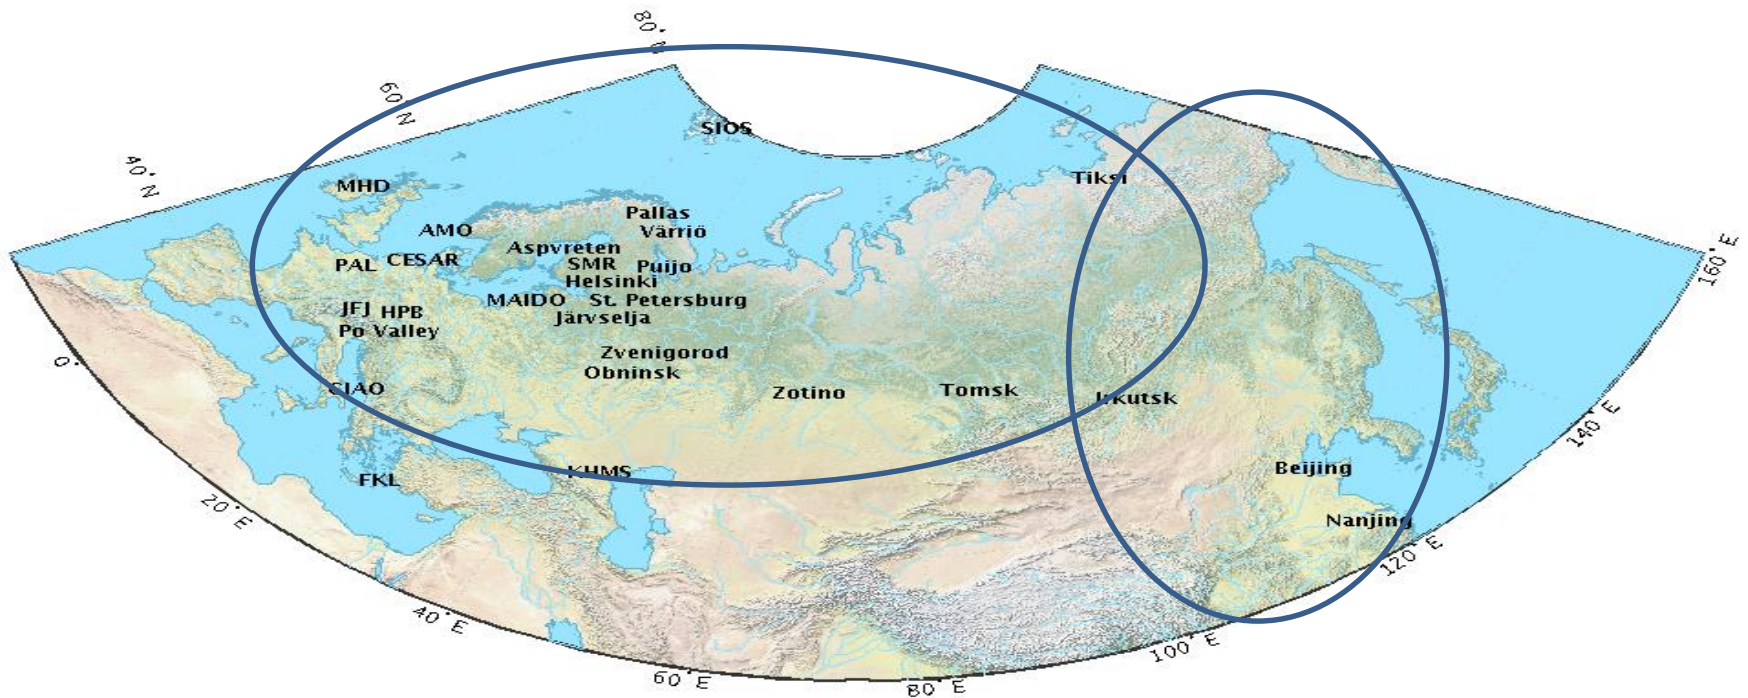 80° N
60° N
40° N
SIOS
MHD
Tiksi
Pallas
AMO
Värriö
Aspvreten
PAL CESAR
SMR Puijo
Helsinki
MAIDO St. Petersburg
JFJ HPB
Järvselja
Po Valley
Zvenigorod
Obninsk
CIAO
Zotino
Tomsk
Irkutsk
KHMS
Beijing
FKL
Nanjing
0°
20° E
40° E
60° E
80° E
100° E
120° E
140° E
160° E